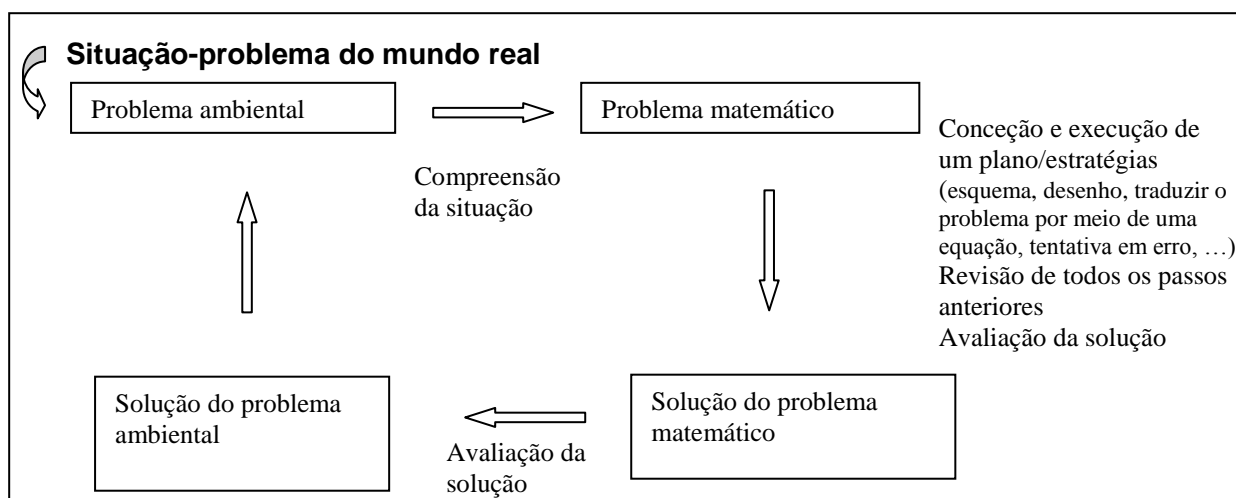 Situação-problema do mundo real
Problema ambiental
Problema matemático
Compreensão
da situação
Conceção e execução de
um plano/estratégias
(esquema, desenho, traduzir o
problema por meio de uma
equação, tentativa em erro, …)
Revisão de todos os passos
anteriores
Avaliação da solução
Solução do problema
ambiental
Avaliação da
solução
Solução do problema
matemático